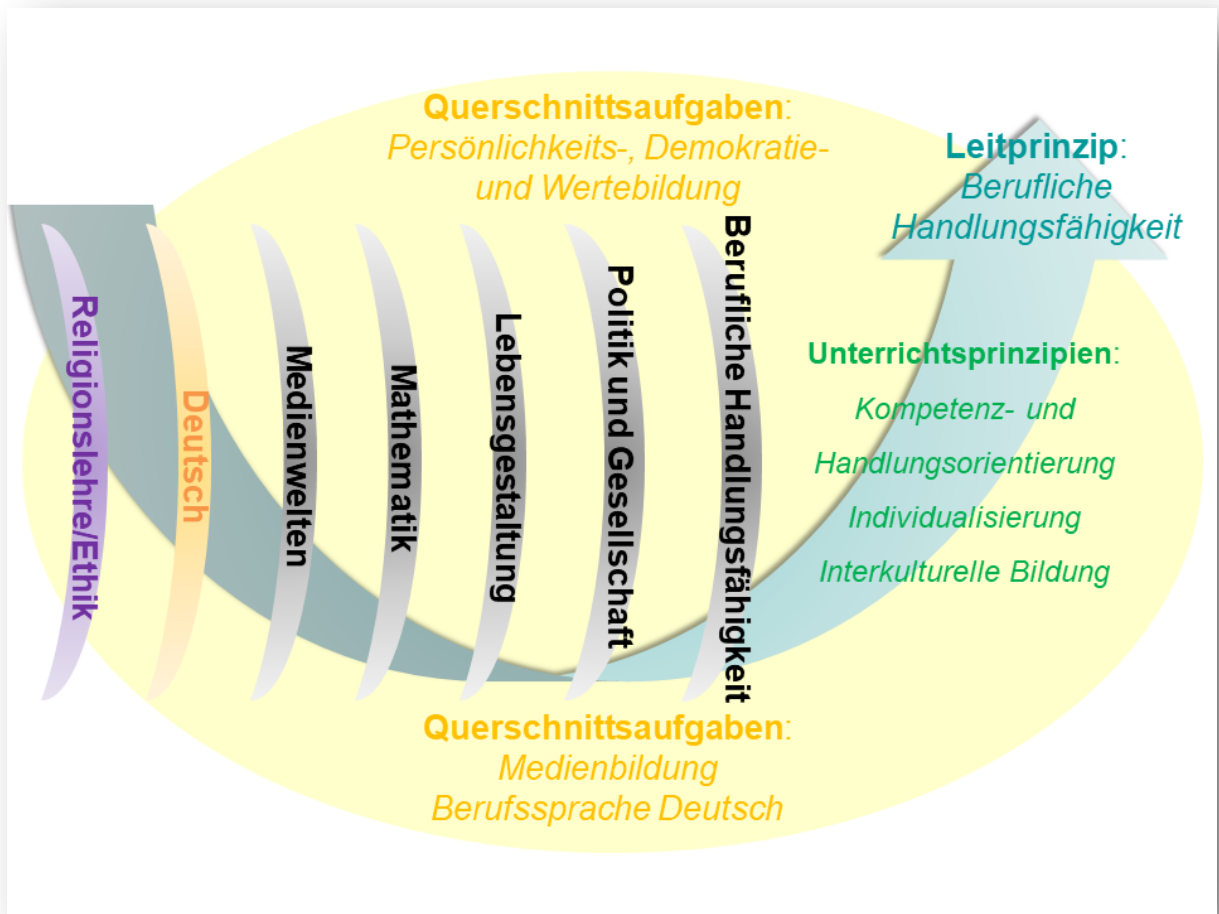 Querschnittsaufgaben:
Persönlichkeits-, Demokratie-
und Wertebildung
Leitprinzip:
Berufliche
Handlungsfähigkeit
Religionslehre/Ethik
Deutsch
Medienwelten
Mathematik
Lebensgestaltung
Politik und Gesellschaft
Berufliche Handlungsfähigkeit
Unterrichtsprinzipien:
Kompetenz- und
Handlungsorientierung
Individualisierung
Interkulturelle Bildung
Querschnittsaufgaben:
Medienbildung
Berufssprache Deutsch